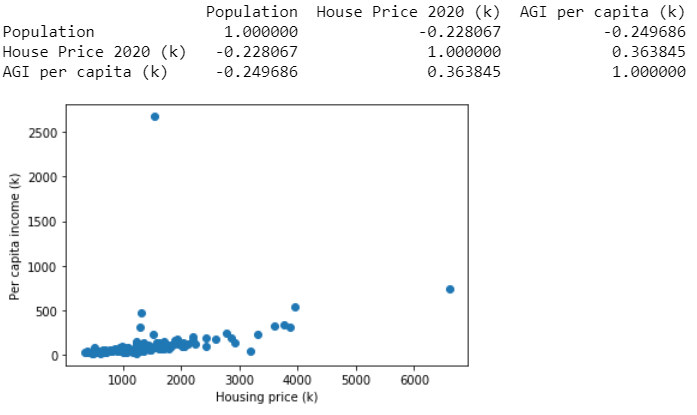 Population House Price 2020 (k) AGI per capita (k)
Population 1.000000 -0.228067 -0.249686
House Price 2020 (k) -0.228067 1.000000 0.363845
AGI per capita (k) -0.249686 0.363845 1.000000
2500
2000
1500
1000
500
0
Per capita income (k)
1000 2000 3000 4000 5000 6000
Housing price (k)